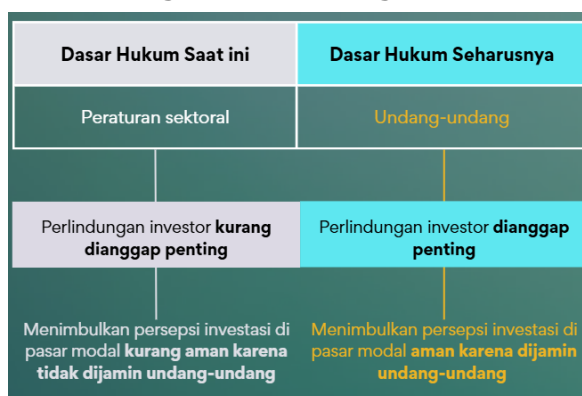 Dasar Hukum Saat ini
Dasar Hukum Seharusnya
Peraturan sektoral
Undang-undang
Perlindungan investor kurang
dianggap penting
Perlindungan investor dianggap
penting
Menimbulkan persepsi investasi di
pasar modal kurang aman karena
tidak dijamin undang-undang
Menimbulkan persepsi investasi di
pasar modal aman karena dijamin
undang-undang